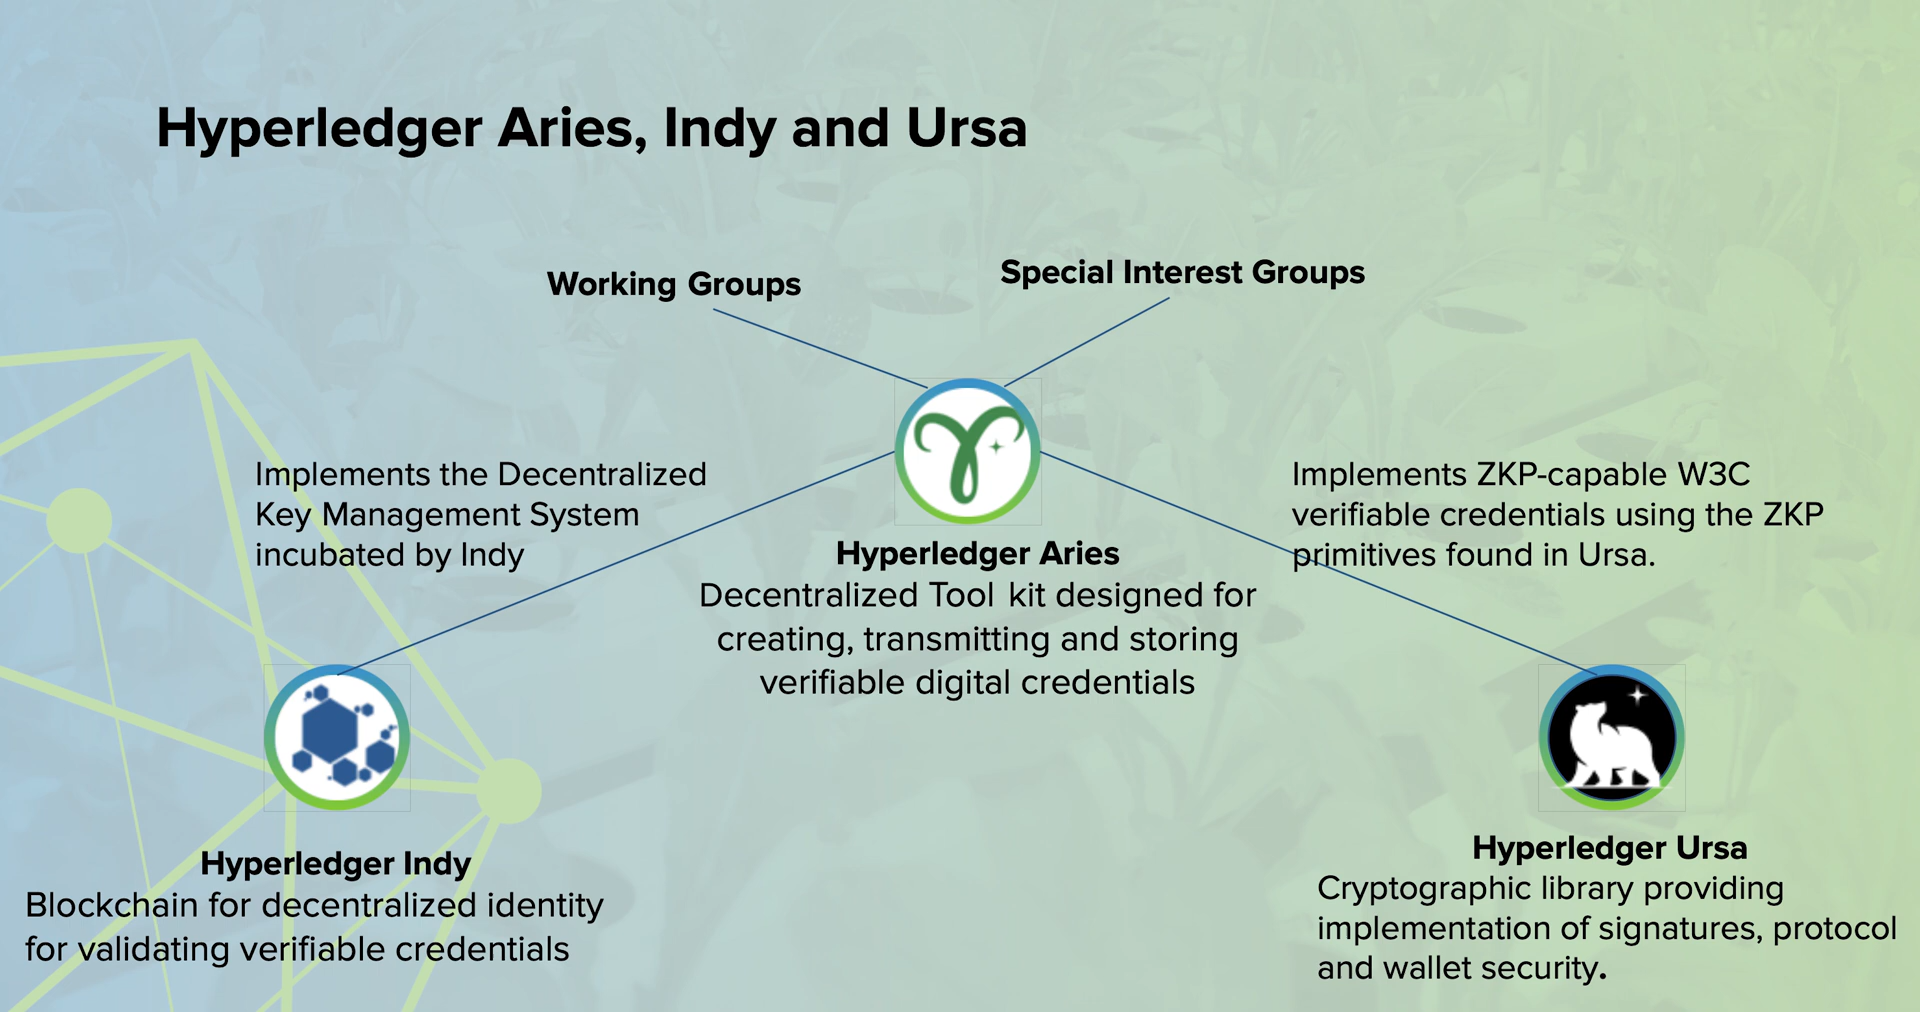 Hyperledger Aries, Indy and Ursa
Working Groups
Special Interest Groups
Implements the Decentralized
Key Management System
incubated by Indy
Implements ZKP-capable W3C
verifiable credentials using the ZKP
primitives found in Ursa.
Hyperledger Aries
Decentralized Tool kit designed for
creating, transmitting and storing
verifiable digital credentials
Hyperledger Indy
Blockchain for decentralized identity
for validating verifiable credentials
Hyperledger Ursa
Cryptographic library providing
implementation of signatures, protocol
and wallet security.